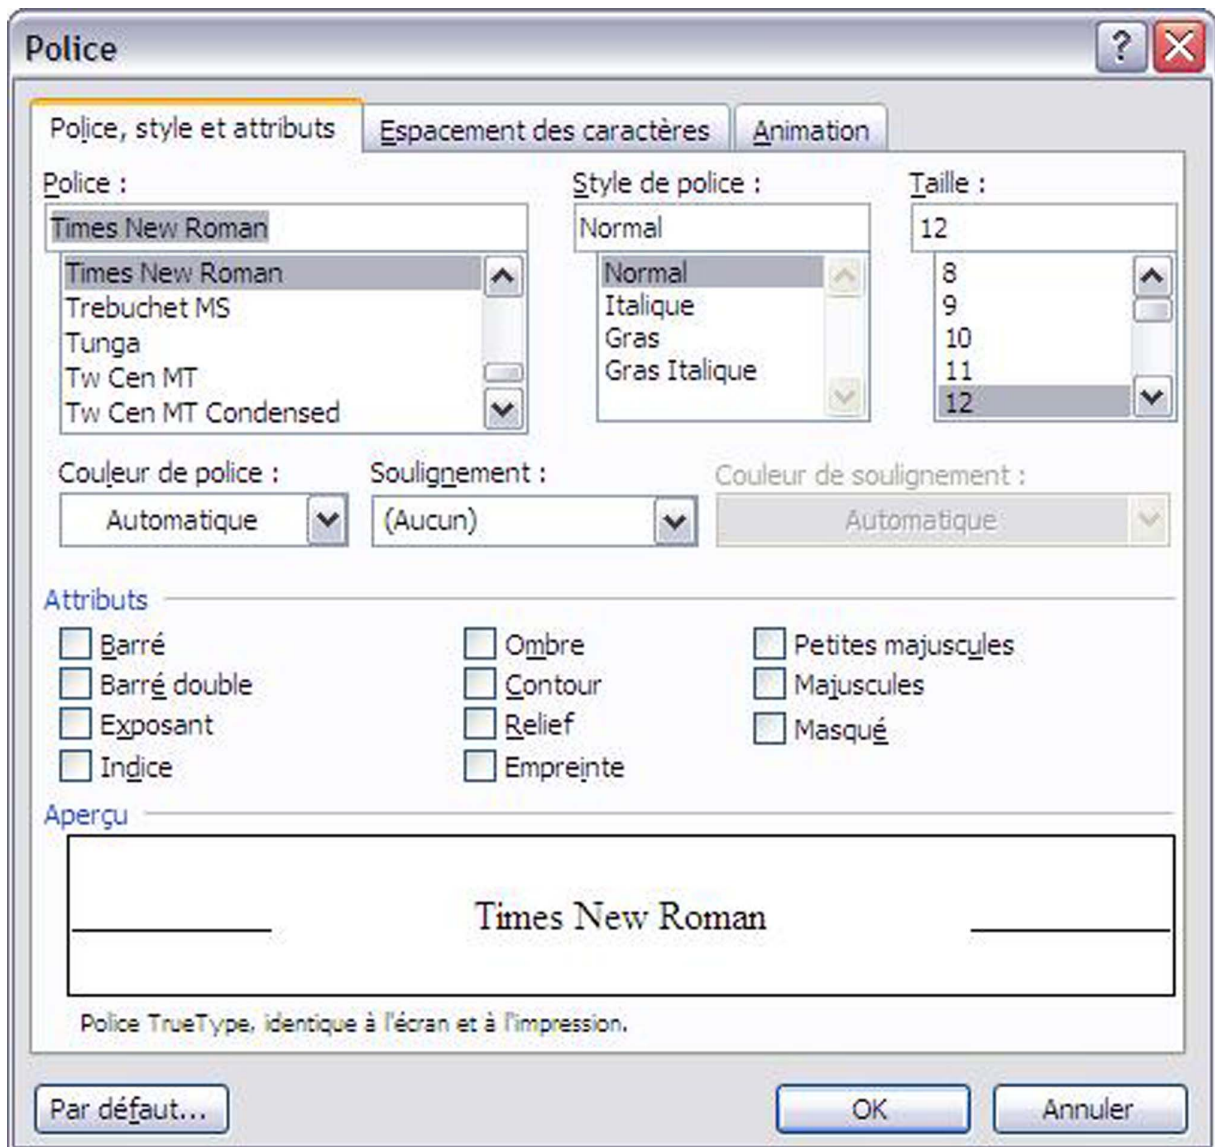 Police
Police, style et attributs Espacement des caractères Animation
Police : Style de police : Taille :
Times New Roman Normal 12
Times New Roman Normal 8
Trebuchet MS Italique 9
Tunga Gras 10
Tw Cen MT Gras Italique 11
Tw Cen MT Condensed 12
Couleur de police : Soulignement : Couleur de soulignement :
Automatique (Aucun) Automatique
Attributs
Barré Ombre Petites majuscules
Barré double Contour Majuscules
Exposant Relief Masqué
Indice Empreinte
Aperçu
Times New Roman
Police TrueType, identique à l'écran et à l'impression.
Par défaut... OK Annuler